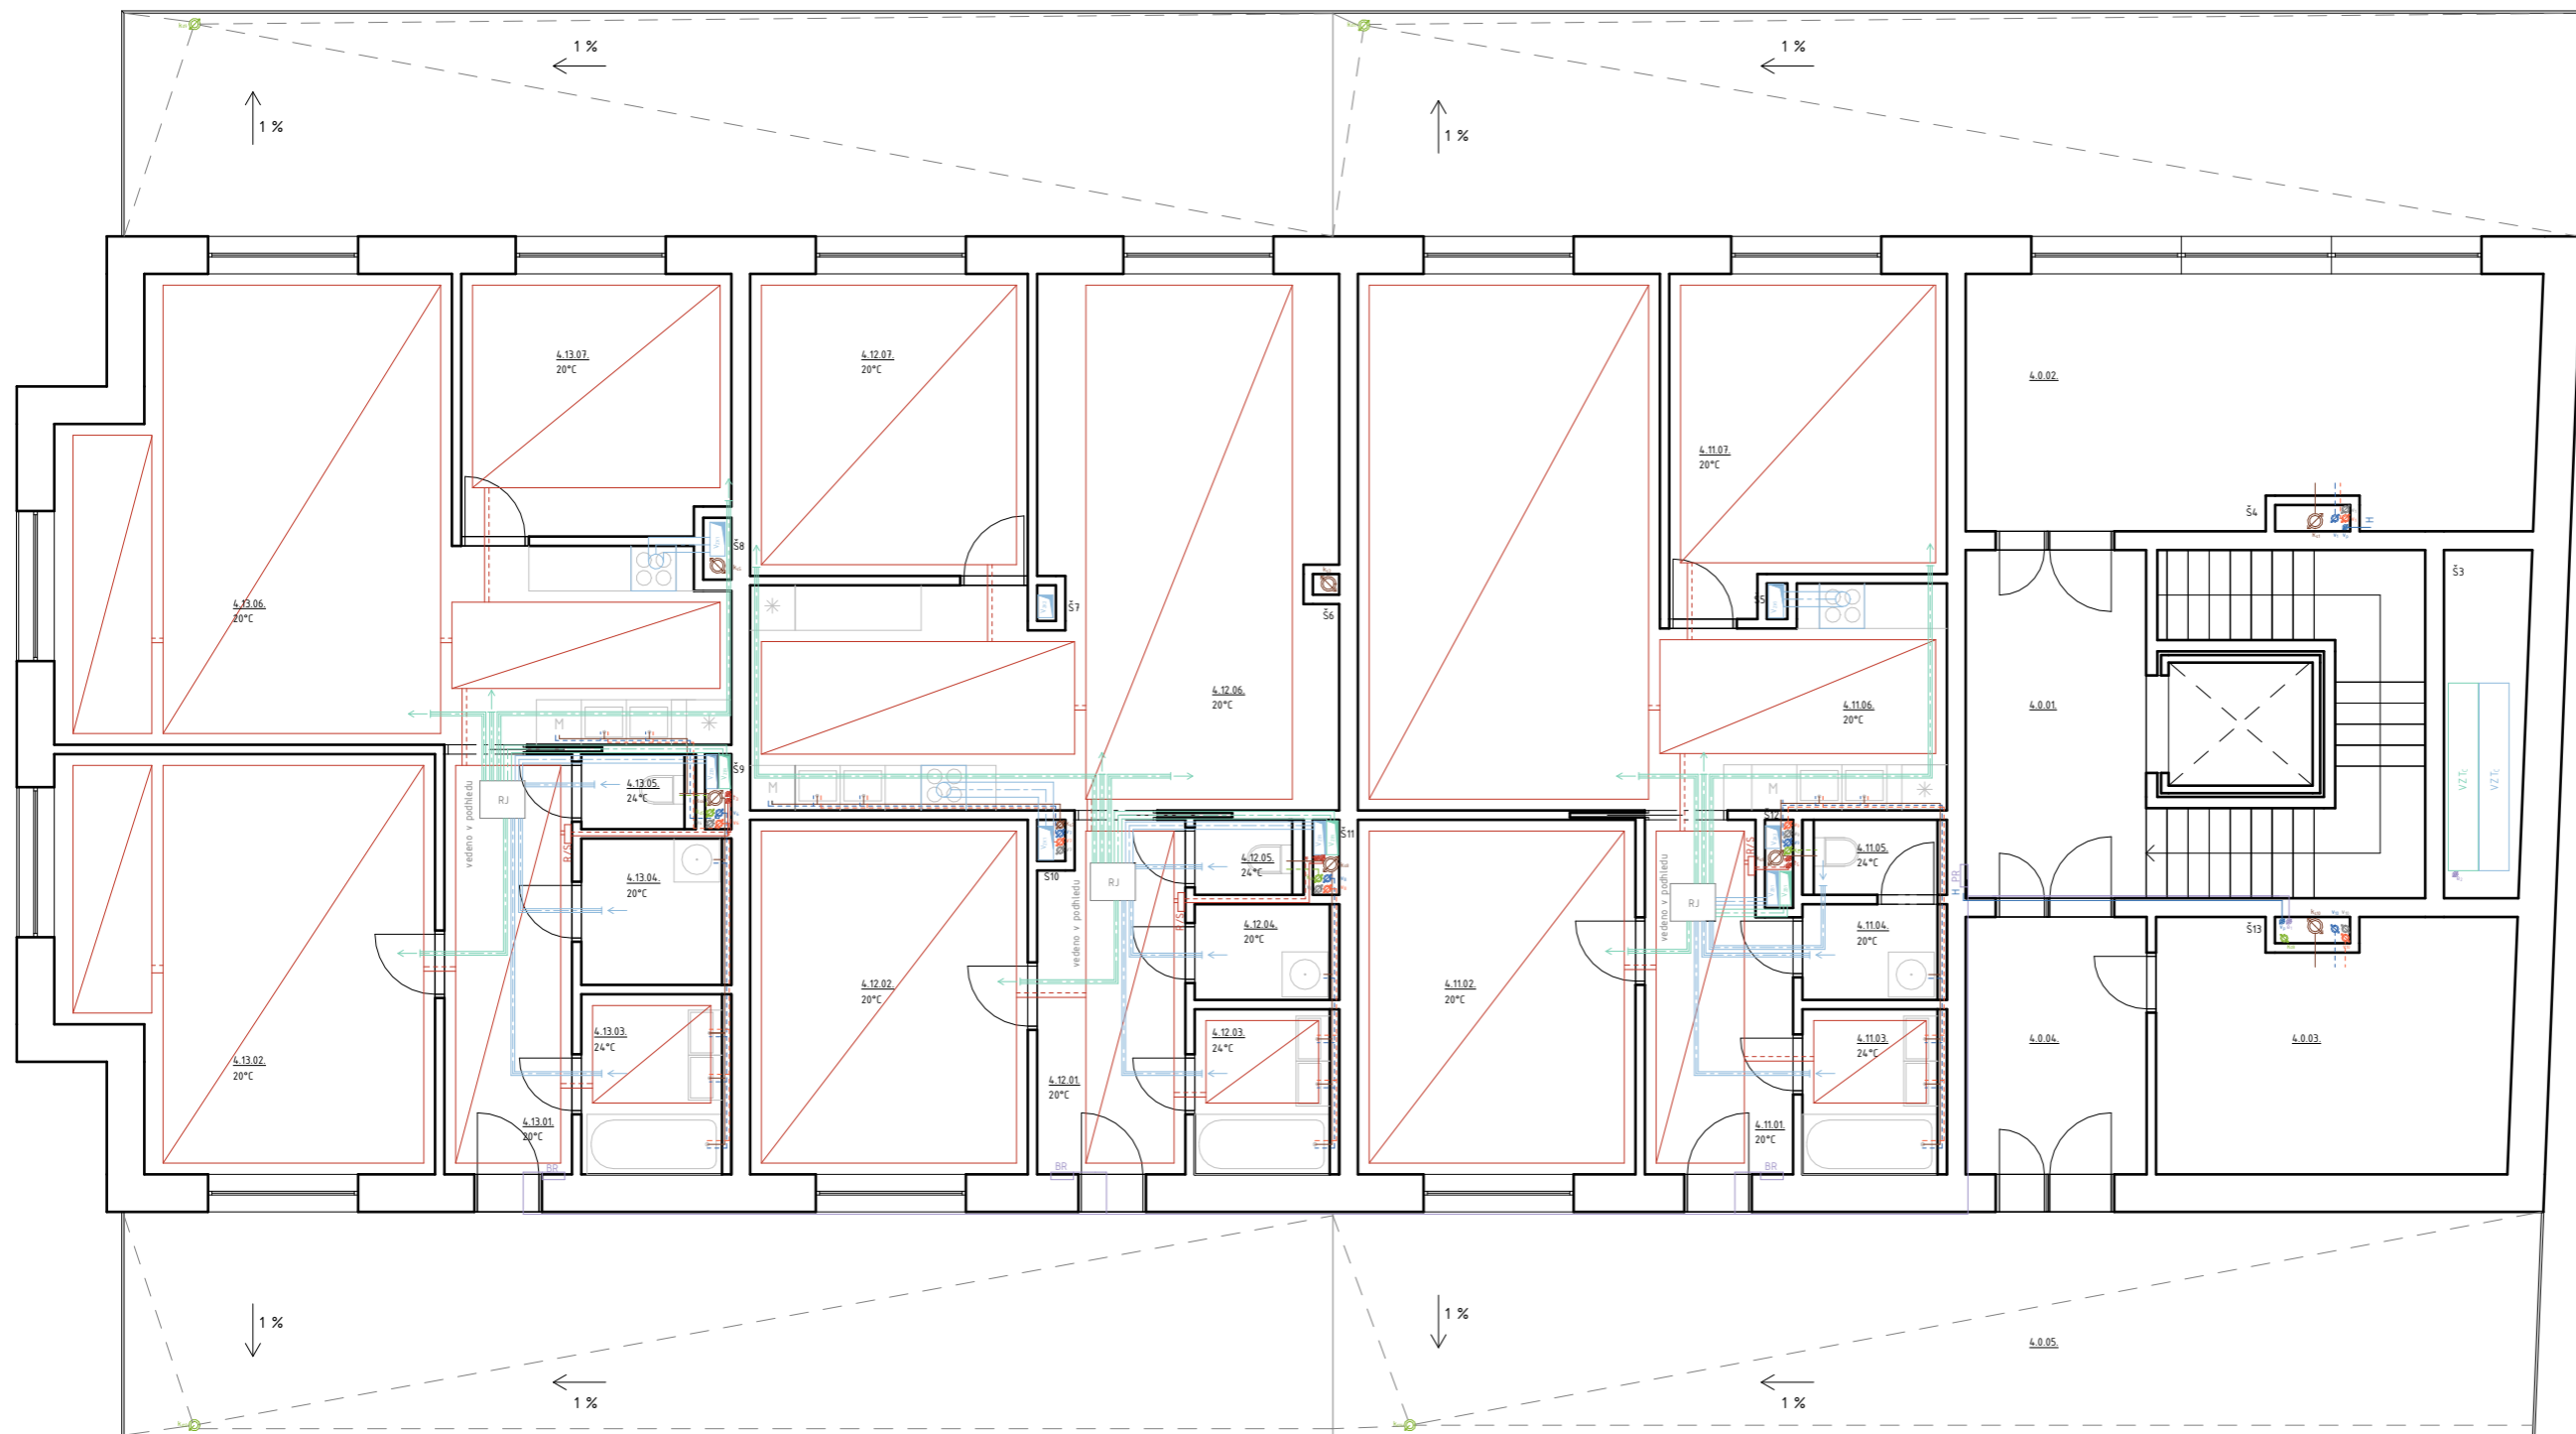 1 %
1 %
1 %
1 %
4.13.07.
20°C
4.12.07.
20°C
4.0.02.
4.11.07.
20°C
Š4
H
Š8
Š3
4.13.06.
20°C
Š7
Š5
Š6
4.12.06.
20°C
4.11.06.
20°C
4.0.01.
M
vedeno v podhledu
RJ
4.13.05.
24°C
Š9
M
M
VZT
VZT
R/S
Š12
Š11
R/S
4.12.05.
24°C
4.11.05.
24°C
4.13.04.
20°C
Š10
vedeno v podhledu
RJ
R/S
vedeno v podhledu
RJ
H
PR
4.12.04.
20°C
4.11.04.
20°C
Š13
4.12.02.
20°C
4.11.02.
20°C
4.13.03.
24°C
4.12.03.
24°C
4.11.03.
24°C
4.0.04.
4.0.03.
4.13.02.
20°C
4.12.01.
20°C
4.13.01.
20°C
4.11.01.
20°C
BR
BR
BR
1 %
1 %
4.0.05.
1 %
1 %